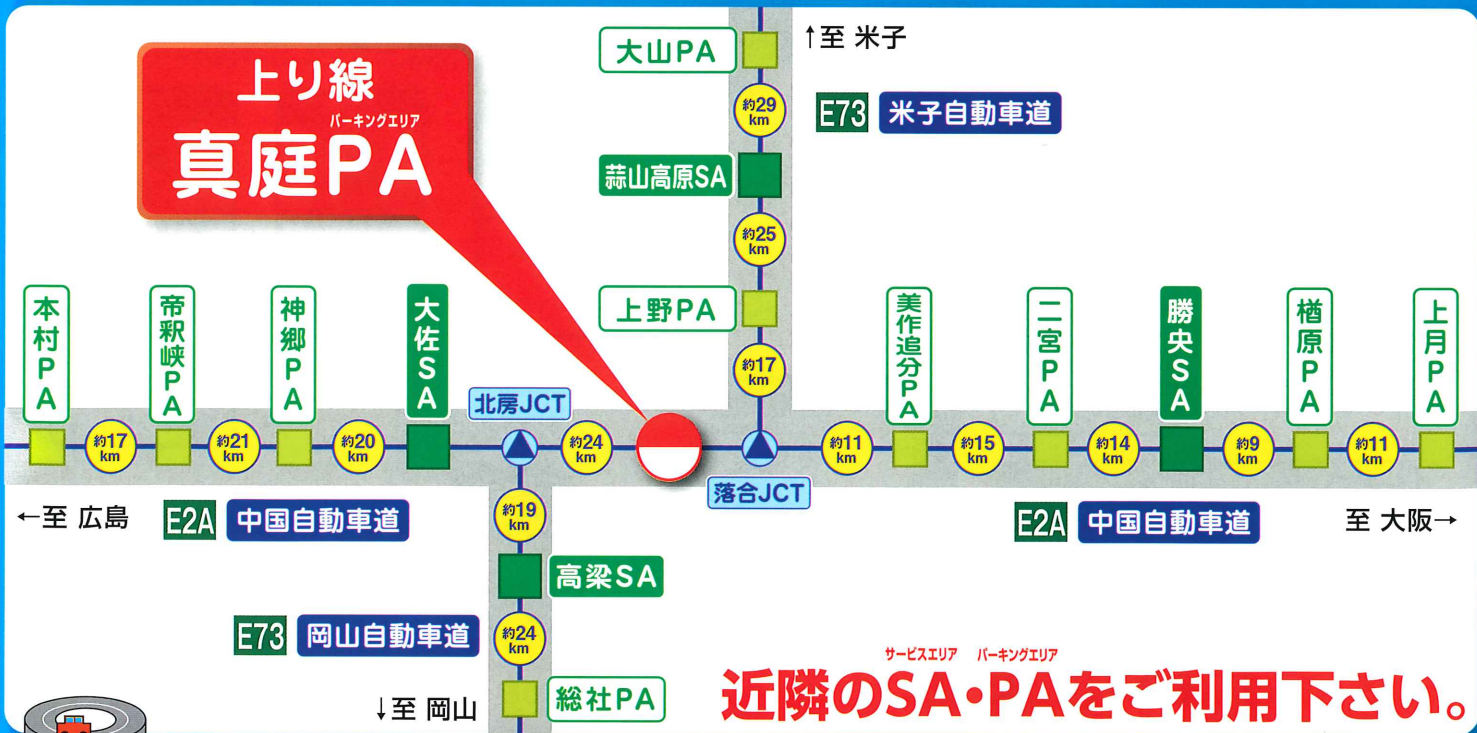 上り線
パーキングエリア
真庭PA
大山PA
↑至 米子
約29km
E73 米子自動車道
蒜山高原SA
約25km
上野PA
約17km
本村PA
帝釈峡PA
神郷PA
大佐SA
北房JCT
美作追分PA
二宮PA
勝央SA
楢原PA
上月PA
約17km
約21km
約20km
約24km
約11km
約15km
約14km
約9km
約11km
落合JCT
←至 広島
E2A 中国自動車道
約19km
E2A 中国自動車道
至 大阪→
高梁SA
E73 岡山自動車道
約24km
↓至 岡山
総社PA
サービスエリア パーキングエリア
近隣のSA・PAをご利用下さい。